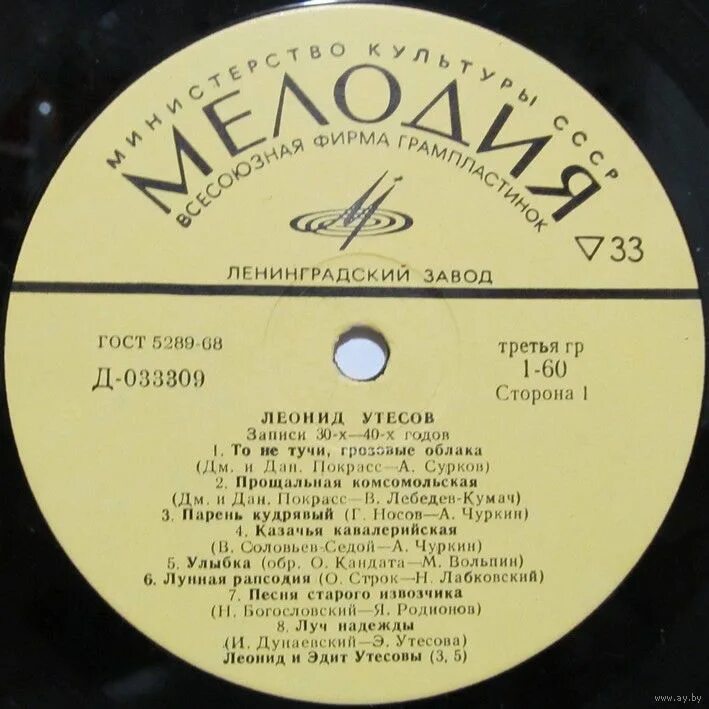 МИНИСТЕРСТВО КУЛЬТУРЫ СССР
МЕЛОДИЯ
ВСЕСОЮЗНАЯ ФИРМА ГРАМПЛАСТИНОК
▽33
ЛЕНИНГРАДСКИЙ ЗАВОД
ГОСТ 5289-68
Д-033309
третья гр
1-60
Сторона 1
ЛЕОНИД УТЕСОВ
Записи 30-х—40-х годов
1. То не тучи, грозовые облака
(Дм. и Дан. Покрасс—А. Сурков)
2. Прощальная комсомольская
(Дм. и Дан. Покрасс—В. Лебедев-Кумач)
3. Парень кудрявый (Г. Носов—А. Чуркин)
4. Казачья кавалерийская
(В. Соловьев-Седой—А. Чуркин)
5. Улыбка (обр. О. Кандата—М. Вольпин)
6. Лунная рапсодия (О. Строк—Н. Лабковский)
7. Песня старого извозчика
(Н. Богословский—Я. Родионов)
8. Луч надежды
(И. Дунаевский—Э. Утесова)
Леонид и Эдит Утесовы (3, 5)
www.ay.by